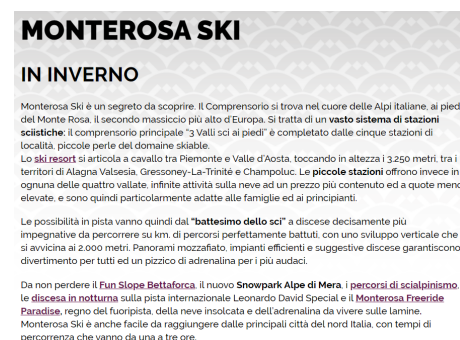 MONTEROSA SKI
IN INVERNO
Monterosa Ski è un segreto da scoprire. Il Comprensorio si trova nel cuore delle Alpi italiane, ai pied
del Monte Rosa, il secondo massiccio più alto d'Europa. Si tratta di un vasto sistema di stazioni
sciistiche: il comprensorio principale "3 Valli sci ai piedi" è completato dalle cinque stazioni di
località, piccole perle del domaine skiable.
Lo ski resort si articola a cavallo tra Piemonte e Valle d'Aosta, toccando in altezza i 3.250 metri, tra i
territori di Alagna Valsesia, Gressoney-La-Trinité e Champoluc. Le piccole stazioni offrono invece in
ognuna delle quattro vallate, infinite attività sulla neve ad un prezzo più contenuto ed a quote meno
elevate, e sono quindi particolarmente adatte alle famiglie ed ai principianti.
Le possibilità in pista vanno quindi dal "battesimo dello sci" a discese decisamente più
impegnative da percorrere su km. di percorsi perfettamente battuti, con uno sviluppo verticale che
si avvicina ai 2.000 metri. Panorami mozzafiato, impianti efficienti e suggestive discese garantiscono
divertimento per tutti ed un pizzico di adrenalina per i più audaci.
Da non perdere il Fun Slope Bettaforca, il nuovo Snowpark Alpe di Mera, i percorsi di scialpinismo,
le discesa in notturna sulla pista internazionale Leonardo David Special e il Monterosa Freeride
Paradise, regno del fuoripista, della neve insolcata e dell'adrenalina da vivere sulle lamine,
Monterosa Ski è anche facile da raggiungere dalle principali città del nord Italia, con tempi di
percorrenza che vanno da una a tre ore.